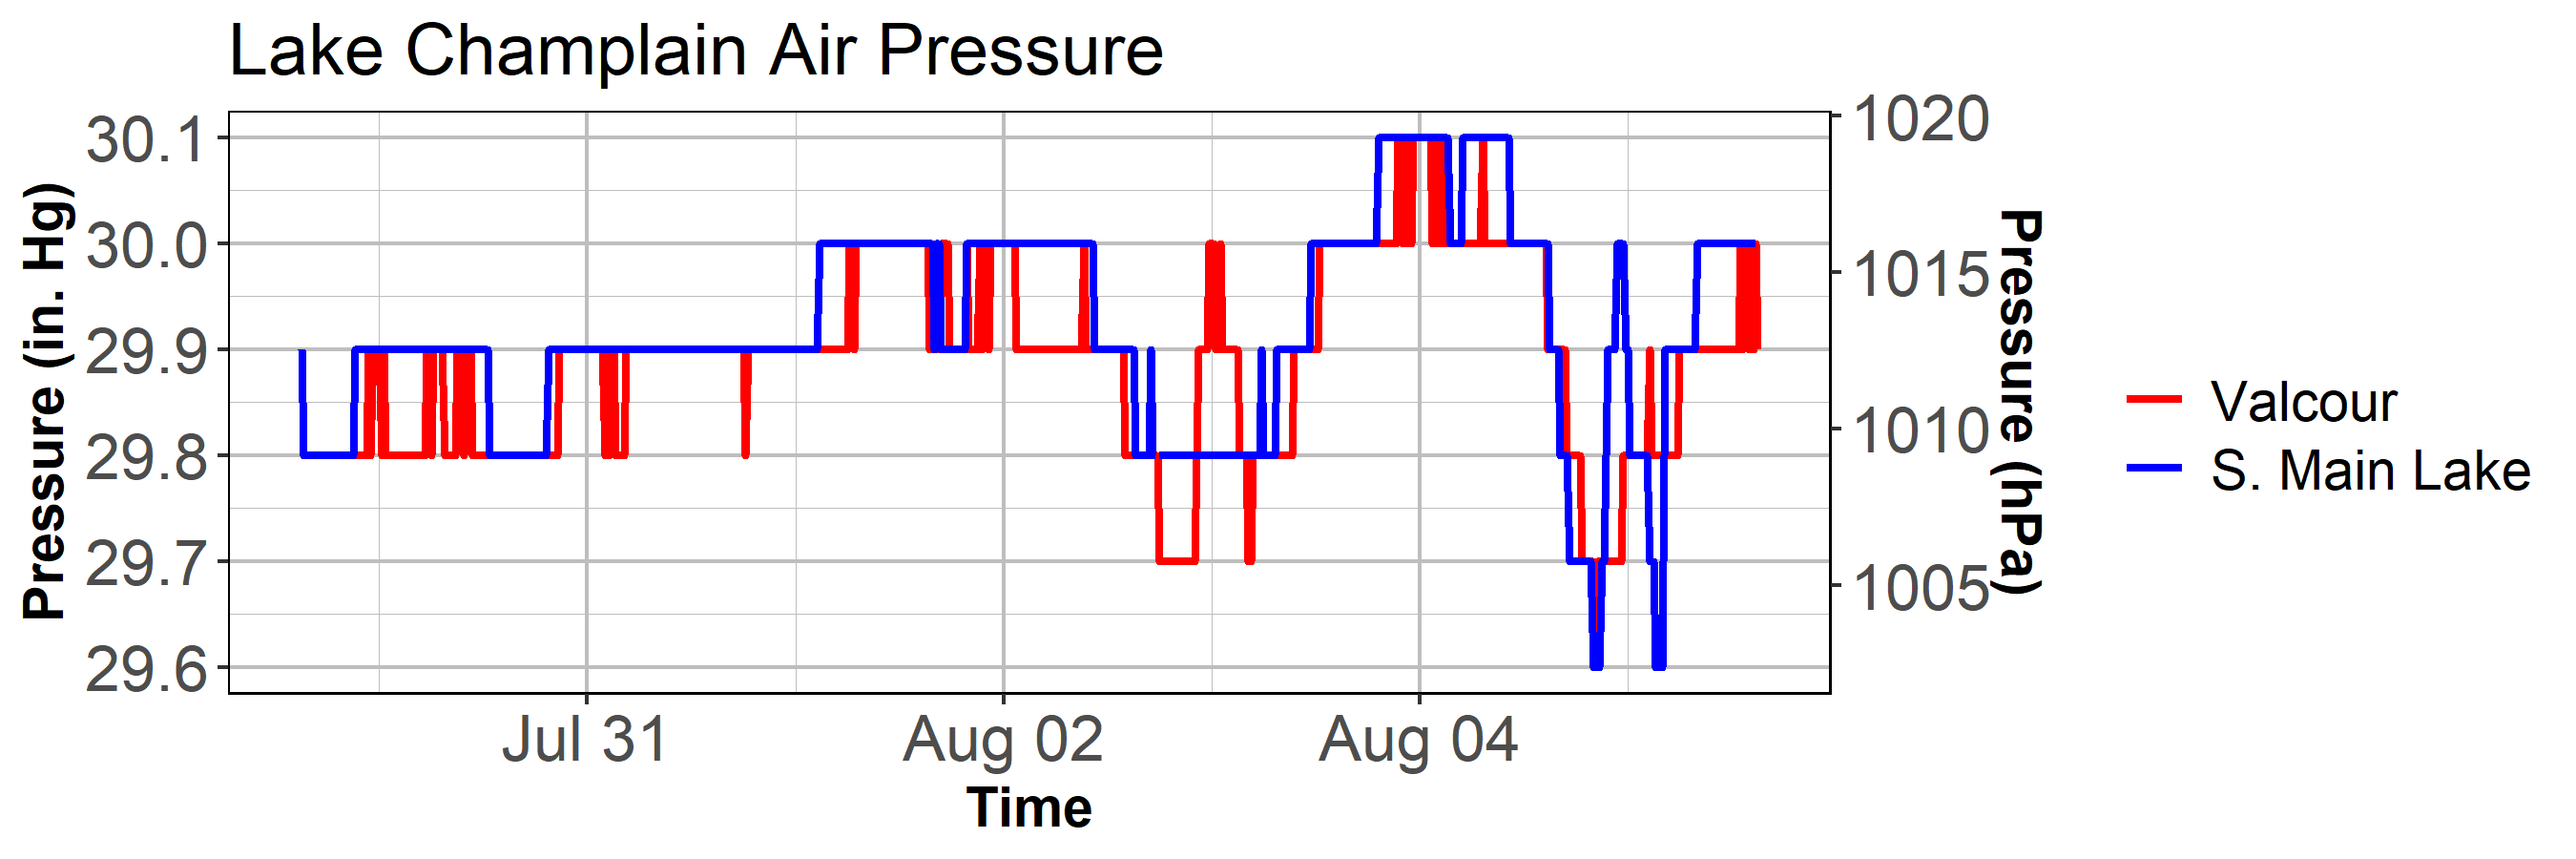 Lake Champlain Air Pressure
Pressure (in. Hg)
30.1
30.0
29.9
29.8
29.7
29.6
1020
1015
1010
1005
Pressure (hPa)
Jul 31
Aug 02
Aug 04
Time
Valcour
S. Main Lake